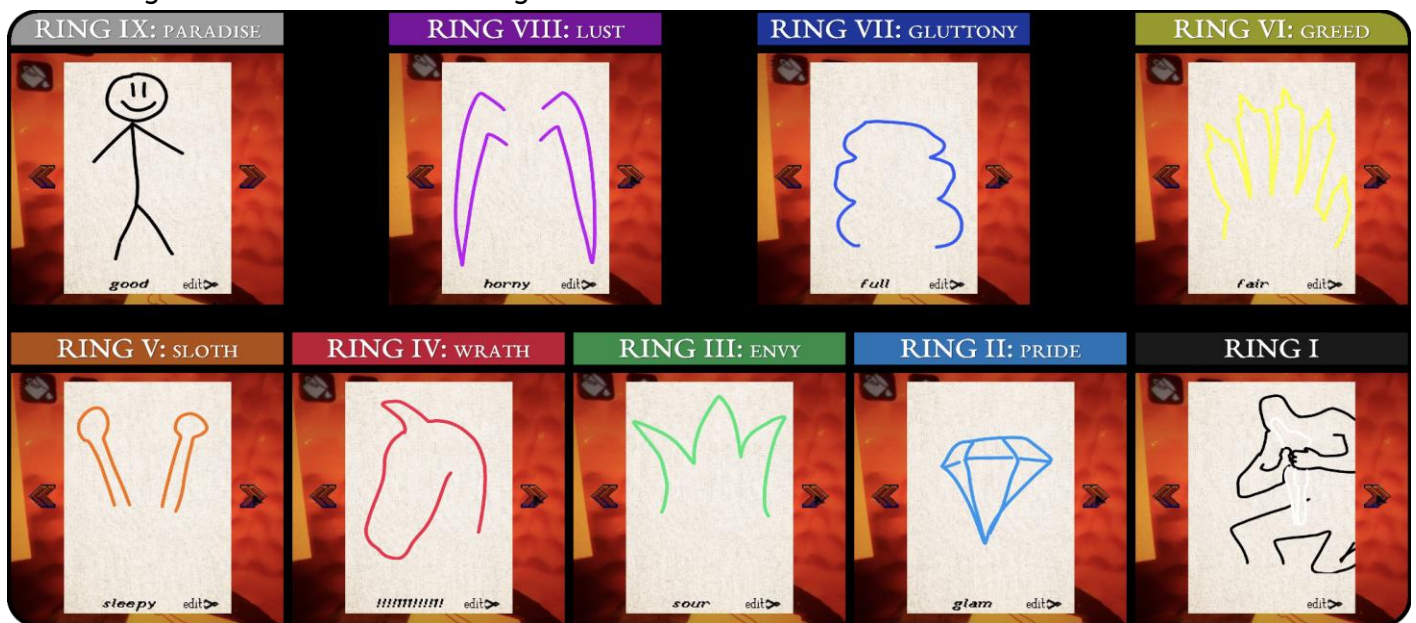 RING IX: PARADISE
RING VIII: LUST
RING VII: GLUTTONY
RING VI: GREED
good
edit
horny
edit
full
edit
fair
edit
RING V: SLOTH
RING IV: WRATH
RING III: ENVY
RING II: PRIDE
RING I
sleepy
edit
!!!!111!!!!!1!
edit
sour
edit
glam
edit
edit